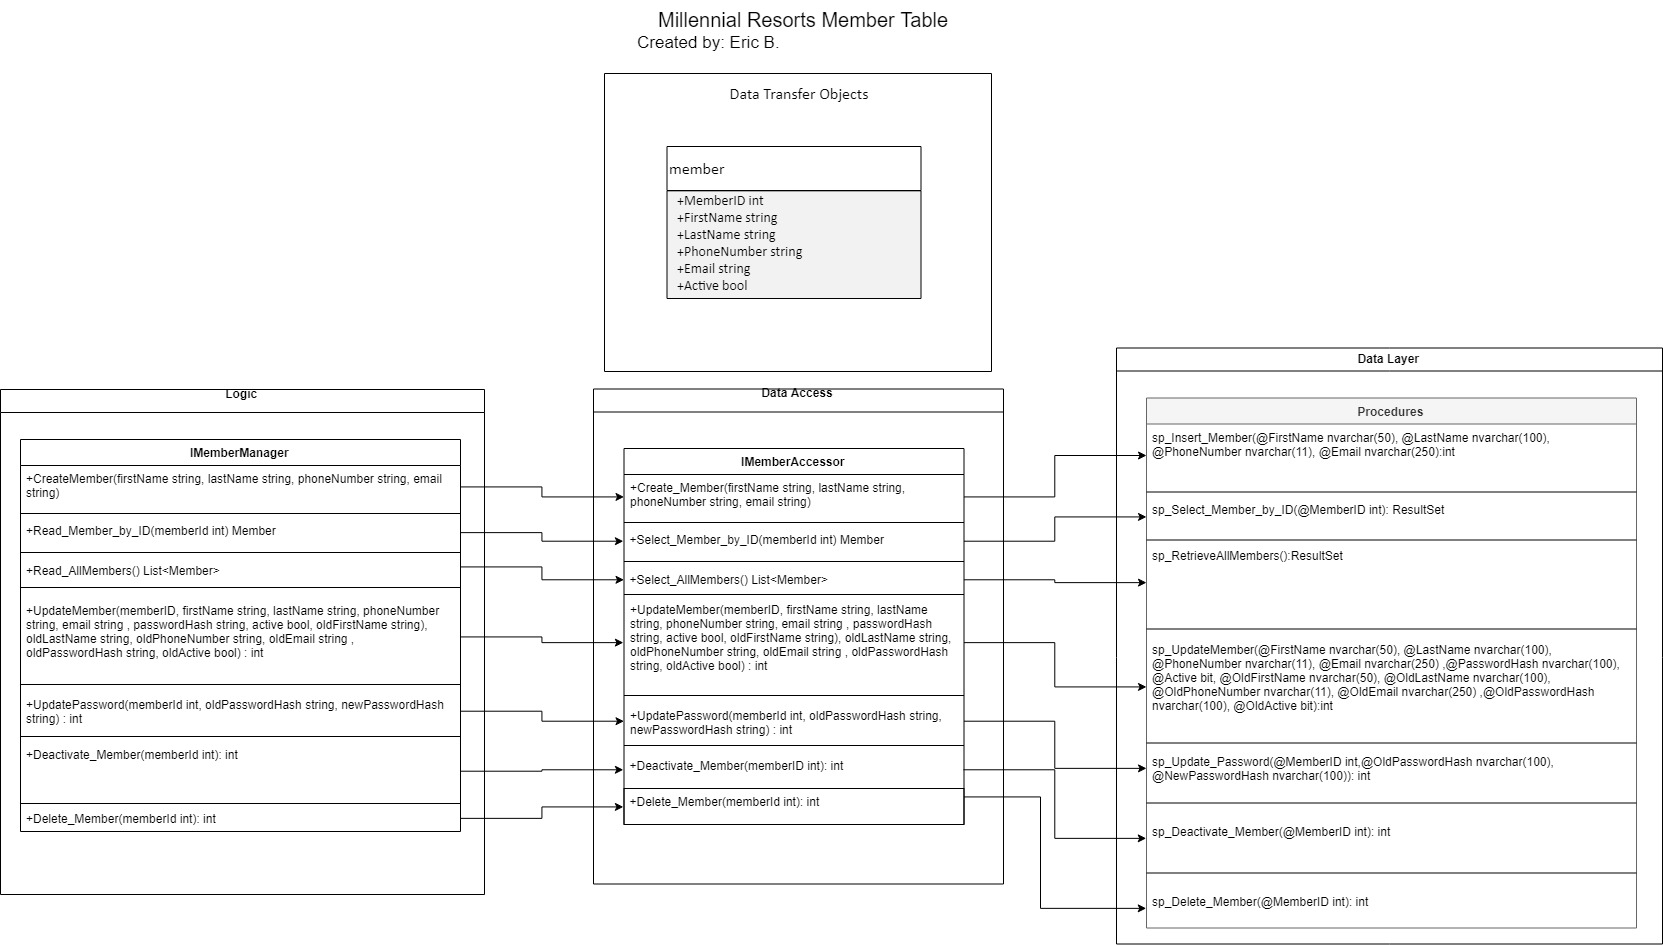 Millennial Resorts Member Table
Created by: Eric B.
Data Transfer Objects
member
+MemberID int
+FirstName string
+LastName string
+PhoneNumber string
+Email string
+Active bool
Logic
IMemberManager
+CreateMember(firstName string, lastName string, phoneNumber string, email
string)
+Read_Member_by_ID(memberId int) Member
+Read_AllMembers() List<Member>
+UpdateMember(memberID, firstName string, lastName string, phoneNumber
string, email string , passwordHash string, active bool, oldFirstName string),
oldLastName string, oldPhoneNumber string, oldEmail string ,
oldPasswordHash string, oldActive bool) : int
+UpdatePassword(memberId int, oldPasswordHash string, newPasswordHash
string) : int
+Deactivate_Member(memberId int): int
+Delete_Member(memberId int): int
Data Access
IMemberAccessor
+Create_Member(firstName string, lastName string,
phoneNumber string, email string)
+Select_Member_by_ID(memberId int) Member
+Select_AllMembers() List<Member>
+UpdateMember(memberID, firstName string, lastName
string, phoneNumber string, email string , passwordHash
string, active bool, oldFirstName string), oldLastName string,
oldPhoneNumber string, oldEmail string , oldPasswordHash
string, oldActive bool) : int
+UpdatePassword(memberId int, oldPasswordHash string,
newPasswordHash string) : int
+Deactivate_Member(memberID int): int
+Delete_Member(memberId int): int
Data Layer
Procedures
sp_Insert_Member(@FirstName nvarchar(50), @LastName nvarchar(100),
@PhoneNumber nvarchar(11), @Email nvarchar(250):int
sp_Select_Member_by_ID(@MemberID int): ResultSet
sp_RetrieveAllMembers():ResultSet
sp_UpdateMember(@FirstName nvarchar(50), @LastName nvarchar(100),
@PhoneNumber nvarchar(11), @Email nvarchar(250) ,@PasswordHash nvarchar(100),
@Active bit, @OldFirstName nvarchar(50), @OldLastName nvarchar(100),
@OldPhoneNumber nvarchar(11), @OldEmail nvarchar(250) ,@OldPasswordHash
nvarchar(100), @OldActive bit):int
sp_Update_Password(@MemberID int,@OldPasswordHash nvarchar(100),
@NewPasswordHash nvarchar(100)): int
sp_Deactivate_Member(@MemberID int): int
sp_Delete_Member(@MemberID int): int